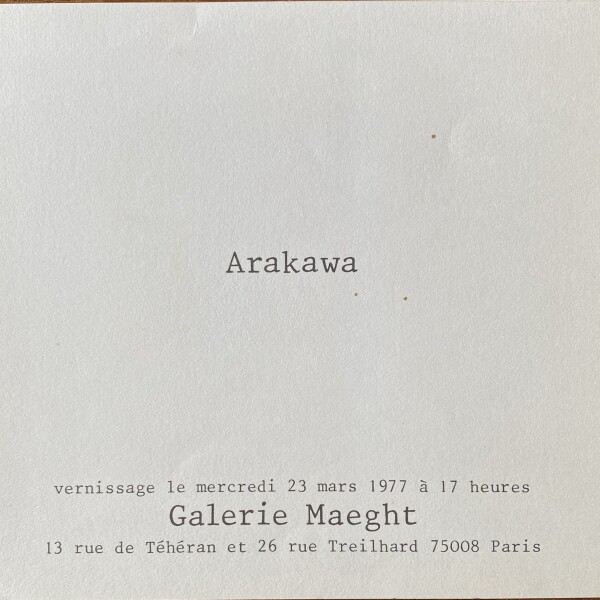 Arakawa
vernissage le mercredi 23 mars 1977 à 17 heures
Galerie Maeght
13 rue de Téhéran et 26 rue Treilhard 75008 Paris